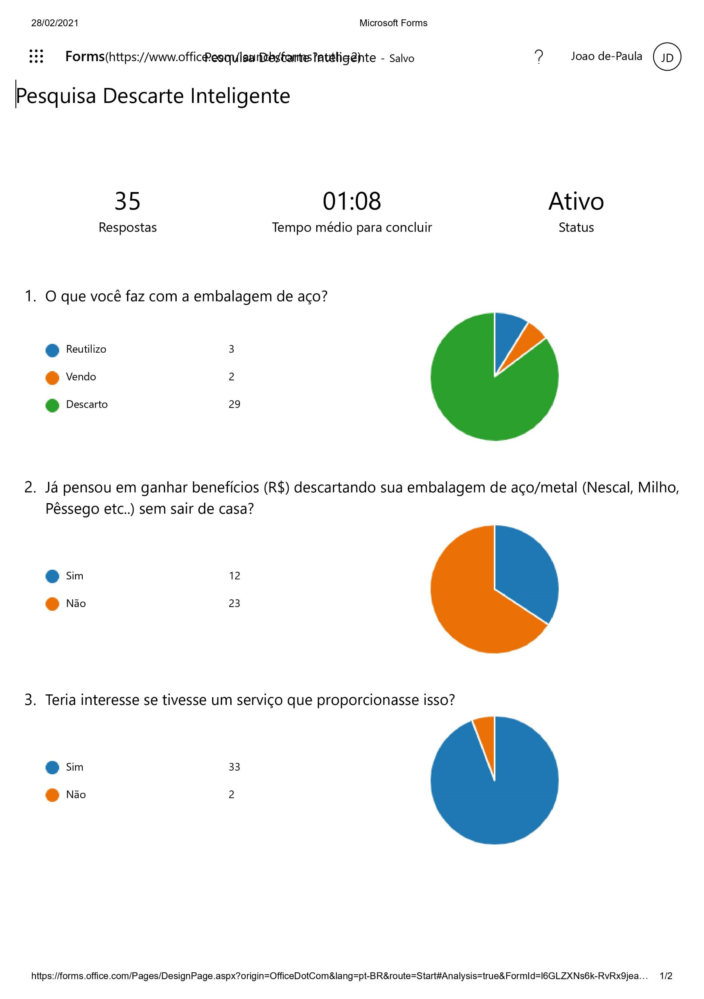 28/02/2021 Microsoft Forms
Forms(https://www.office.com/launch/forms?auth=2) Pesquisa Descarte Inteligente - Salvo ? Joao de-Paula JD
Pesquisa Descarte Inteligente
35 01:08 Ativo
Respostas Tempo médio para concluir Status
1. O que você faz com a embalagem de aço?
Reutilizo 3
Vendo 2
Descarto 29
2. Já pensou em ganhar benefícios (R$) descartando sua embalagem de aço/metal (Nescal, Milho,
Pêssego etc..) sem sair de casa?
Sim 12
Não 23
3. Teria interesse se tivesse um serviço que proporcionasse isso?
Sim 33
Não 2
https://forms.office.com/Pages/DesignPage.aspx?origin=OfficeDotCom&lang=pt-BR&route=Start#Analysis=true&FormId=I6GLZXNs6k-RvRx9jea… 1/2